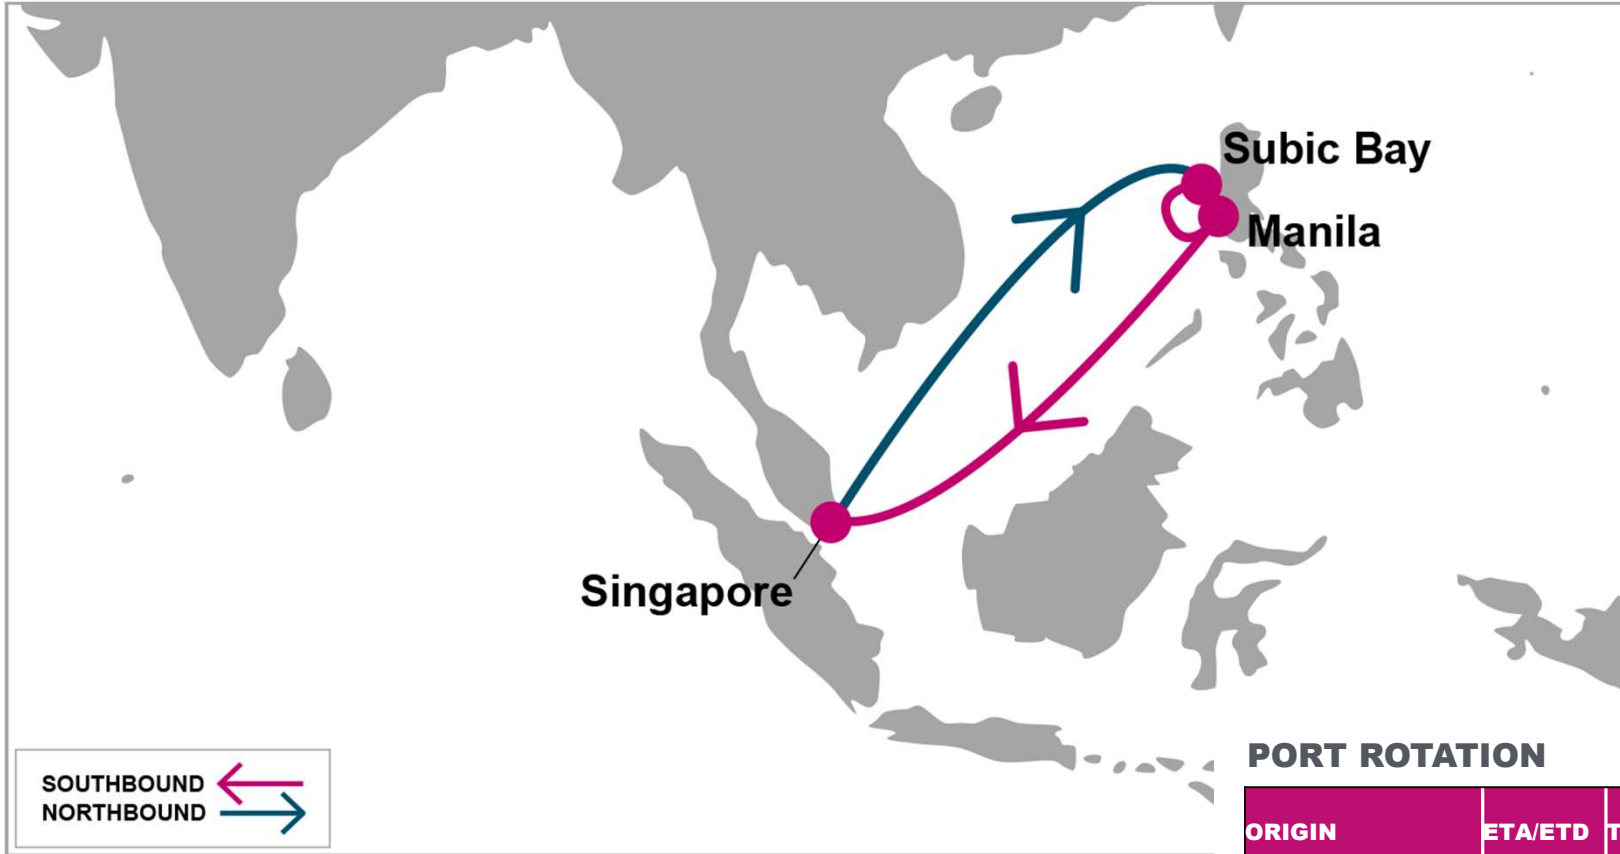 Subic Bay
Manila
Singapore
SOUTHBOUND
NORTHBOUND
PORT ROTATION
ORIGIN ETA/ETD T